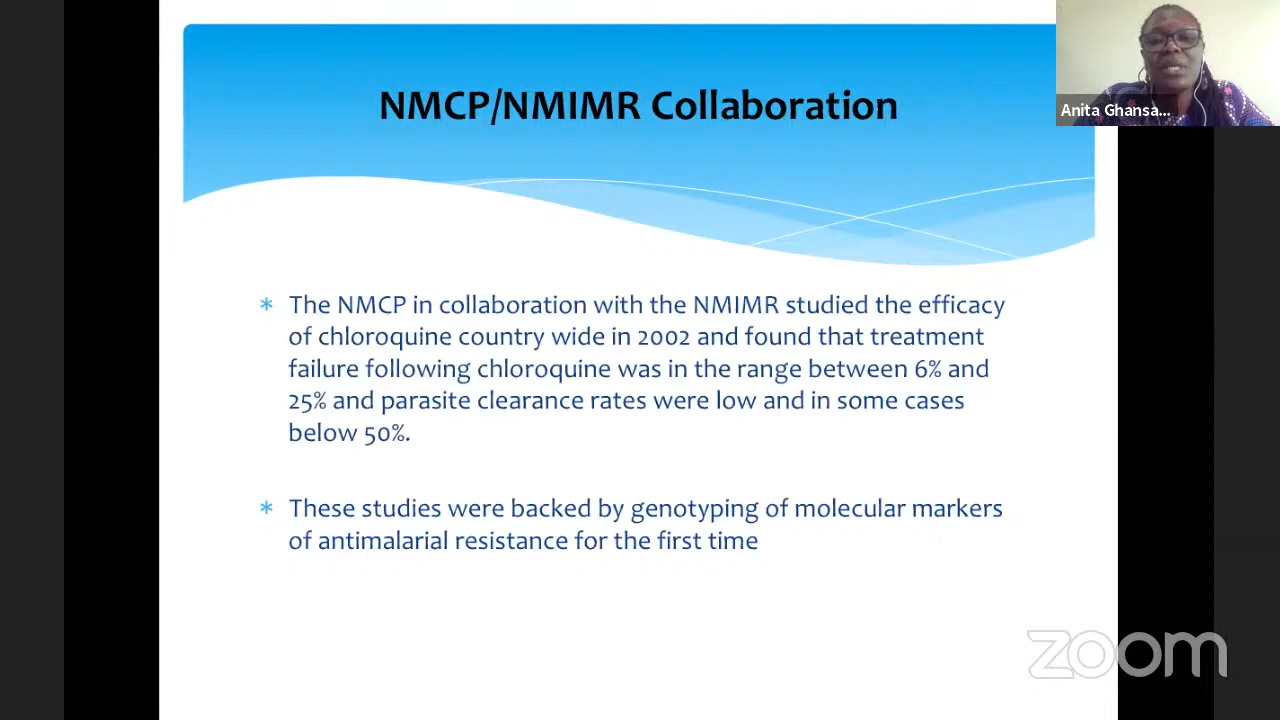 NMCP/NMIMR Collaboration
Anita Ghansa...
* The NMCP in collaboration with the NMIMR studied the efficacy
of chloroquine country wide in 2002 and found that treatment
failure following chloroquine was in the range between 6% and
25% and parasite clearance rates were low and in some cases
below 50%.
* These studies were backed by genotyping of molecular markers
of antimalarial resistance for the first time
zoom